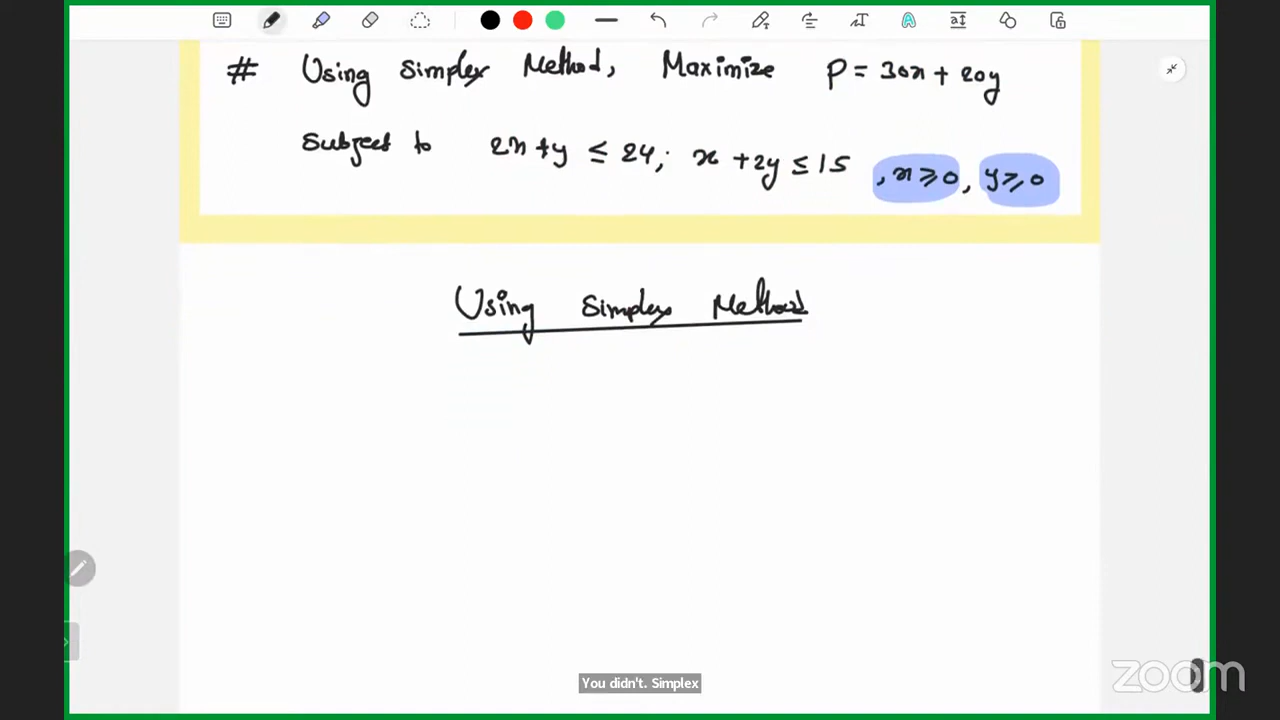 # Using Simplex Method, Maximize P = 30x + 20y
Subject to 2x + y ≤ 24; x + 2y ≤ 15, x ≥ 0, y ≥ 0
Using Simplex Method
You didn't. Simplex
zoom